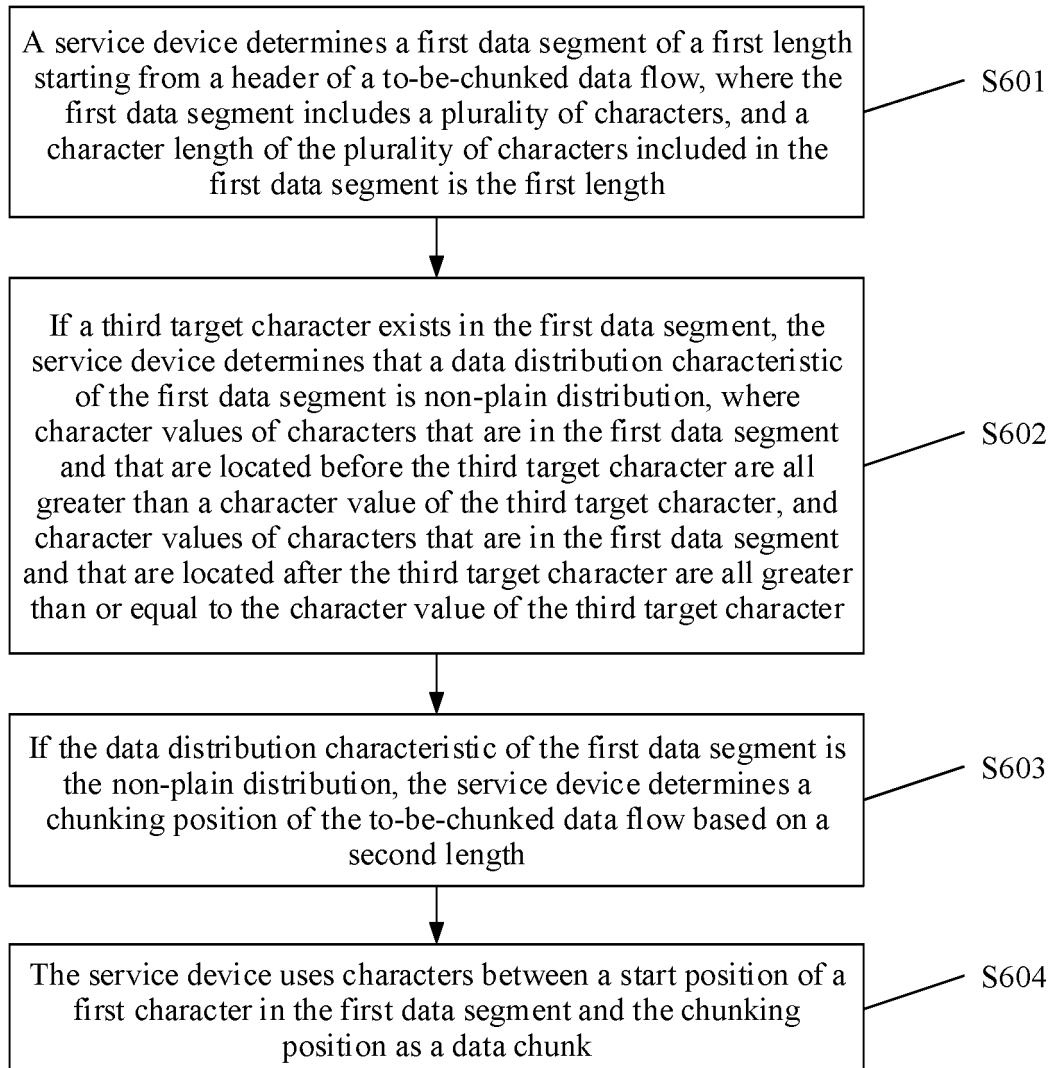 A service device determines a first data segment of a first length
starting from a header of a to-be-chunked data flow, where the
first data segment includes a plurality of characters, and a
character length of the plurality of characters included in the
first data segment is the first length
S601
If a third target character exists in the first data segment, the
service device determines that a data distribution characteristic
of the first data segment is non-plain distribution, where
character values of characters that are in the first data segment
and that are located before the third target character are all
greater than a character value of the third target character, and
character values of characters that are in the first data segment
and that are located after the third target character are all greater
than or equal to the character value of the third target character
S602
If the data distribution characteristic of the first data segment is
the non-plain distribution, the service device determines a
chunking position of the to-be-chunked data flow based on a
second length
S603
The service device uses characters between a start position of a
first character in the first data segment and the chunking
position as a data chunk
S604